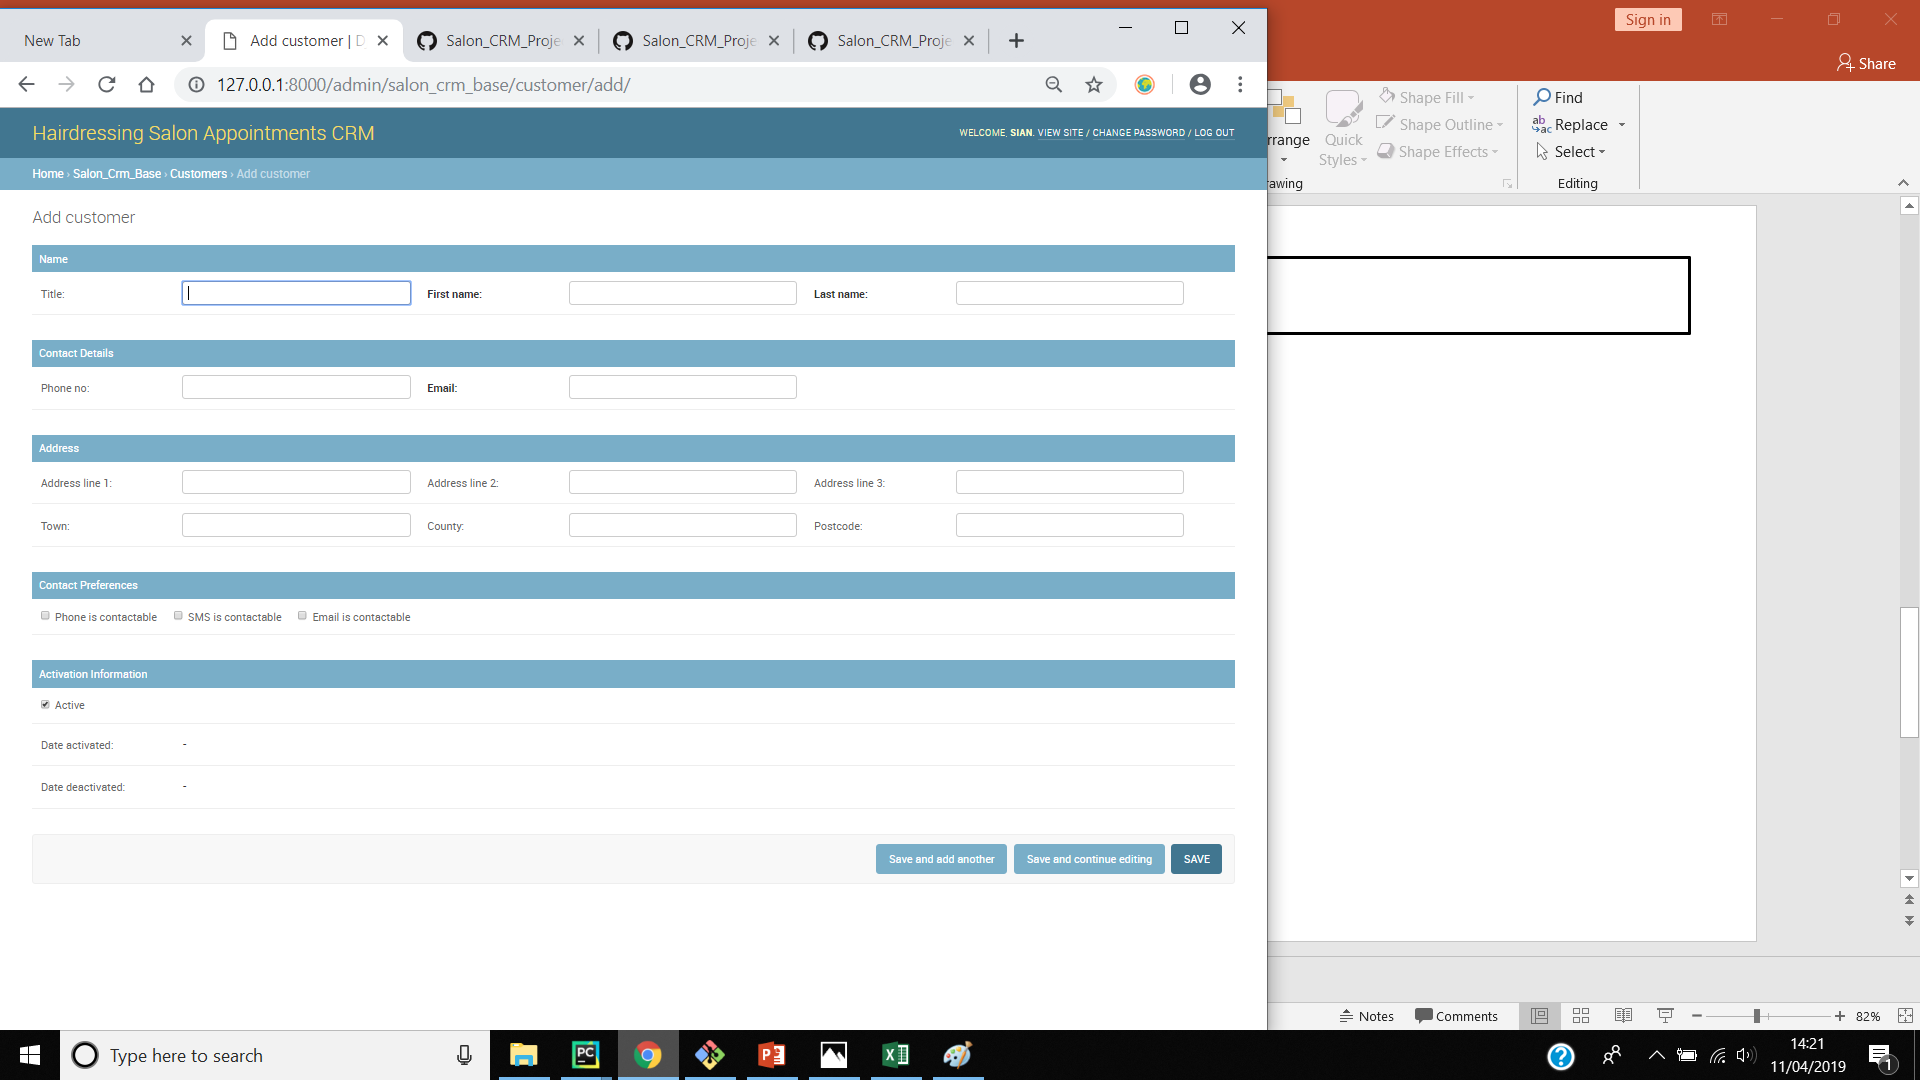 New Tab
Add customer | D
Salon_CRM_Proje
Salon_CRM_Proje
Salon_CRM_Proje
Sign in
127.0.0.1:8000/admin/salon_crm_base/customer/add/
Share
Hairdressing Salon Appointments CRM
WELCOME, SIAN. VIEW SITE / CHANGE PASSWORD / LOG OUT
Home › Salon_Crm_Base › Customers › Add customer
rrange
Quick
Styles
Shape Fill
Shape Outline
Shape Effects
Find
Replace
Select
awing
Editing
Add customer
Name
Title:
First name:
Last name:
Contact Details
Phone no:
Email:
Address
Address line 1:
Address line 2:
Address line 3:
Town:
County:
Postcode:
Contact Preferences
Phone is contactable
SMS is contactable
Email is contactable
Activation Information
Active
Date activated:
-
Date deactivated:
-
Save and add another
Save and continue editing
SAVE
Notes
Comments
82%
Type here to search
14:21
11/04/2019
1